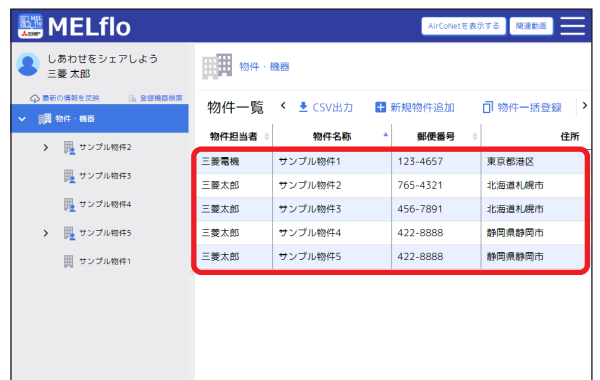 MELflo
AirCoNetを表示する
関連動画
しあわせをシェアしよう
三菱 太郎
最新の情報を反映
登録機器検索
物件・機器
サンプル物件2
サンプル物件3
サンプル物件4
サンプル物件5
サンプル物件1
物件・機器
物件一覧
CSV出力
新規物件追加
物件一括登録
物件担当者 物件名称 郵便番号 住所
三菱電機 サンプル物件1 123-4657 東京都港区
三菱太郎 サンプル物件2 765-4321 北海道札幌市
三菱太郎 サンプル物件3 456-7891 北海道札幌市
三菱太郎 サンプル物件4 422-8888 静岡県静岡市
三菱太郎 サンプル物件5 422-8888 静岡県静岡市